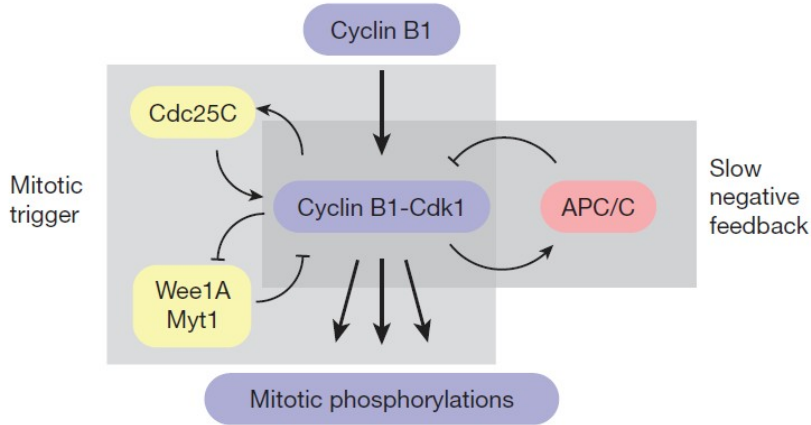 Cyclin B1
Cdc25C
Mitotic
trigger
Cyclin B1-Cdk1
APC/C
Slow
negative
feedback
Wee1A
Myt1
Mitotic phosphorylations